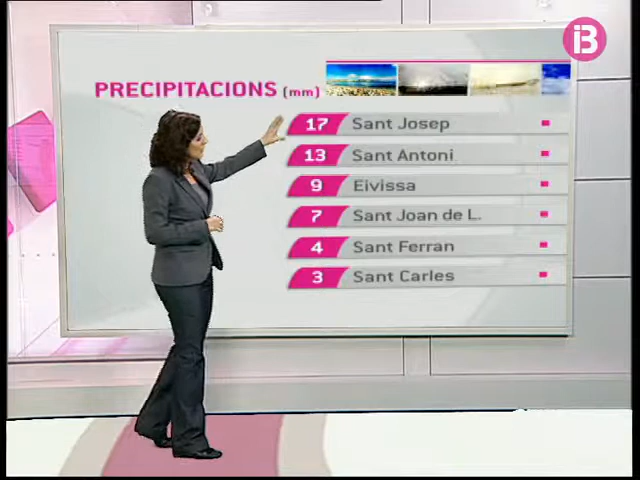 IB3
PRECIPITACIONS (mm)
17 Sant Josep
13 Sant Antoni
9 Eivissa
7 Sant Joan de L.
4 Sant Ferran
3 Sant Carles